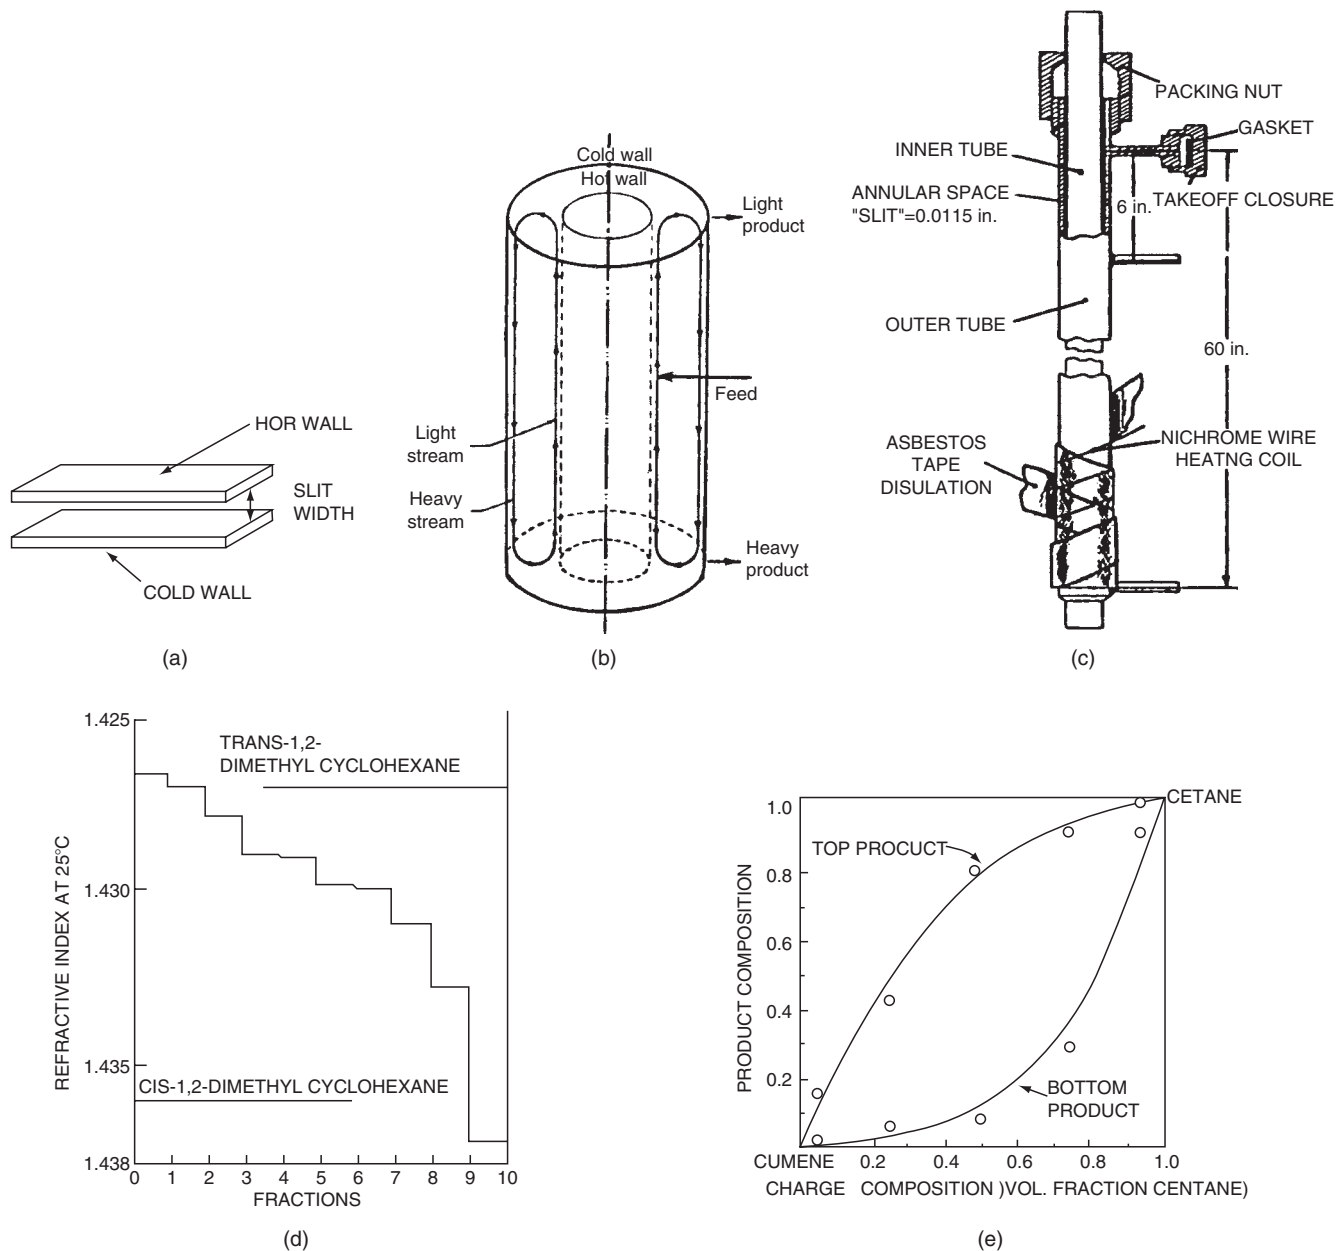 HOR WALL
SLIT
WIDTH
COLD WALL
(a)
Cold wall
Hot wall
Light
product
Feed
Light
stream
Heavy
stream
Heavy
product
(b)
PACKING NUT
GASKET
INNER TUBE
ANNULAR SPACE
"SLIT"=0.0115 in.
6 in.
TAKEOFF CLOSURE
OUTER TUBE
60 in.
ASBESTOS
TAPE
DISULATION
NICHROME WIRE
HEATNG COIL
(c)
1.425
1.430
1.435
1.438
REFRACTIVE INDEX AT 25°C
TRANS-1,2-
DIMETHYL CYCLOHEXANE
CIS-1,2-DIMETHYL CYCLOHEXANE
0 1 2 3 4 5 6 7 8 9 10
FRACTIONS
(d)
1.0
0.8
0.6
0.4
0.2
PRODUCT COMPOSITION
CETANE
TOP PROCUCT
BOTTOM
PRODUCT
CUMENE 0.2 0.4 0.6 0.8 1.0
CHARGE COMPOSITION )VOL. FRACTION CENTANE)
(e)